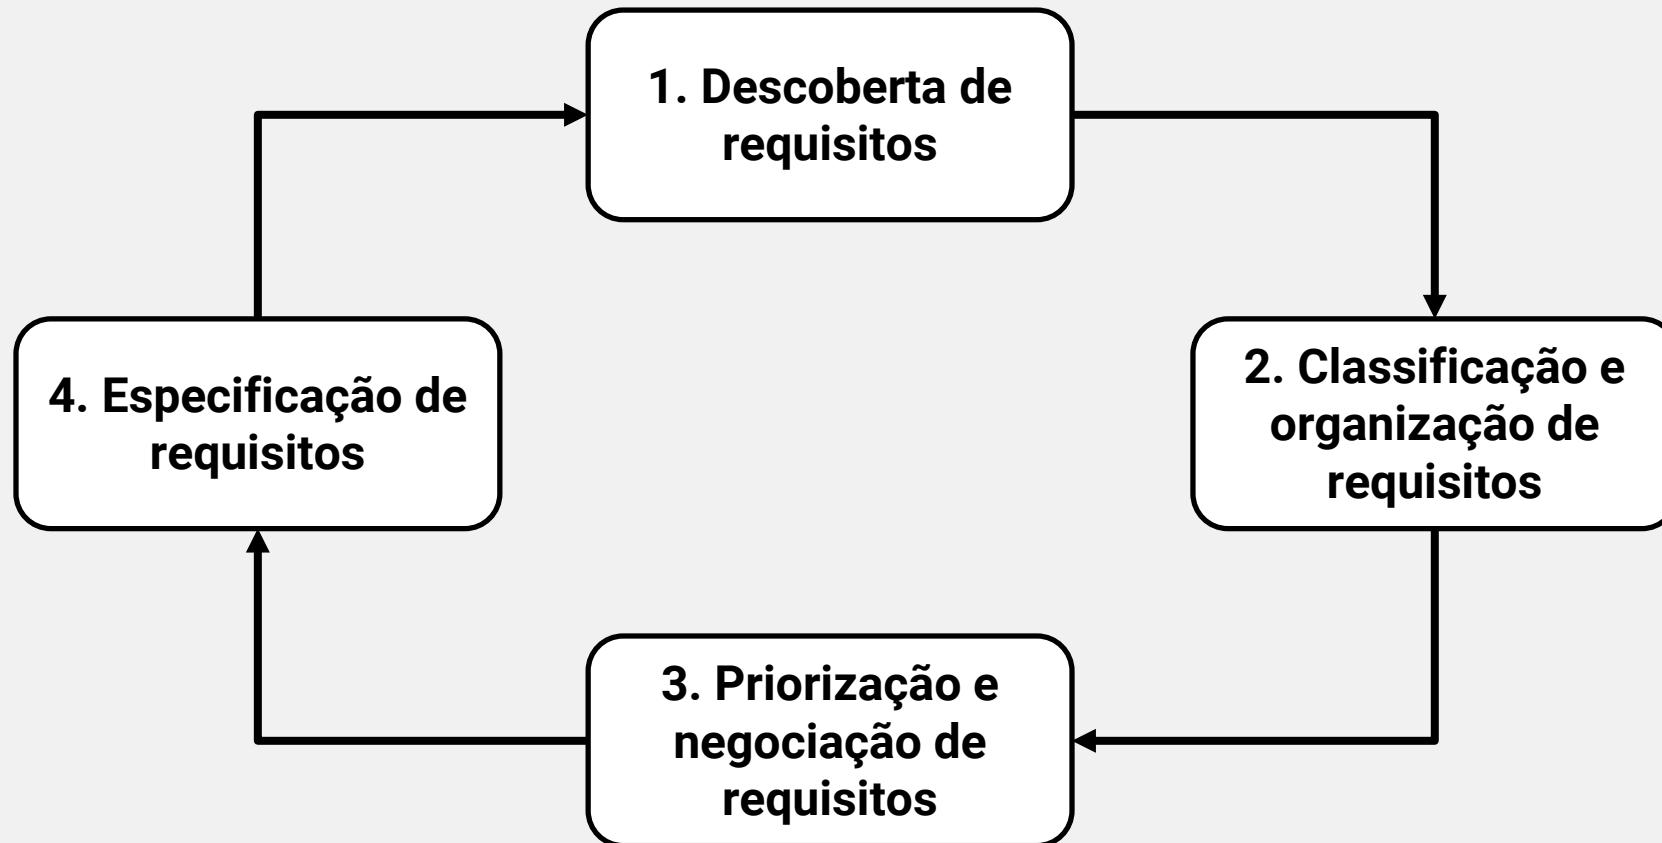 1. Descoberta de
requisitos
2. Classificação e
organização de
requisitos
3. Priorização e
negociação de
requisitos
4. Especificação de
requisitos